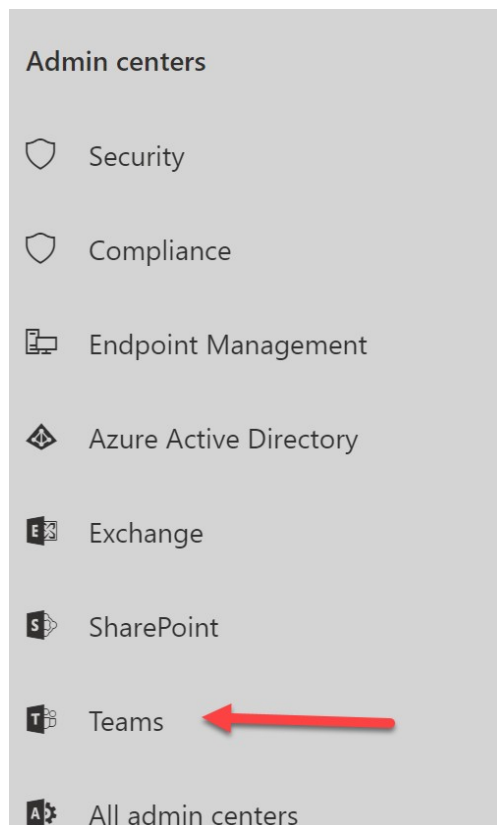 Admin centers
Security
Compliance
Endpoint Management
Azure Active Directory
E Exchange
S SharePoint
T Teams
A All admin centers